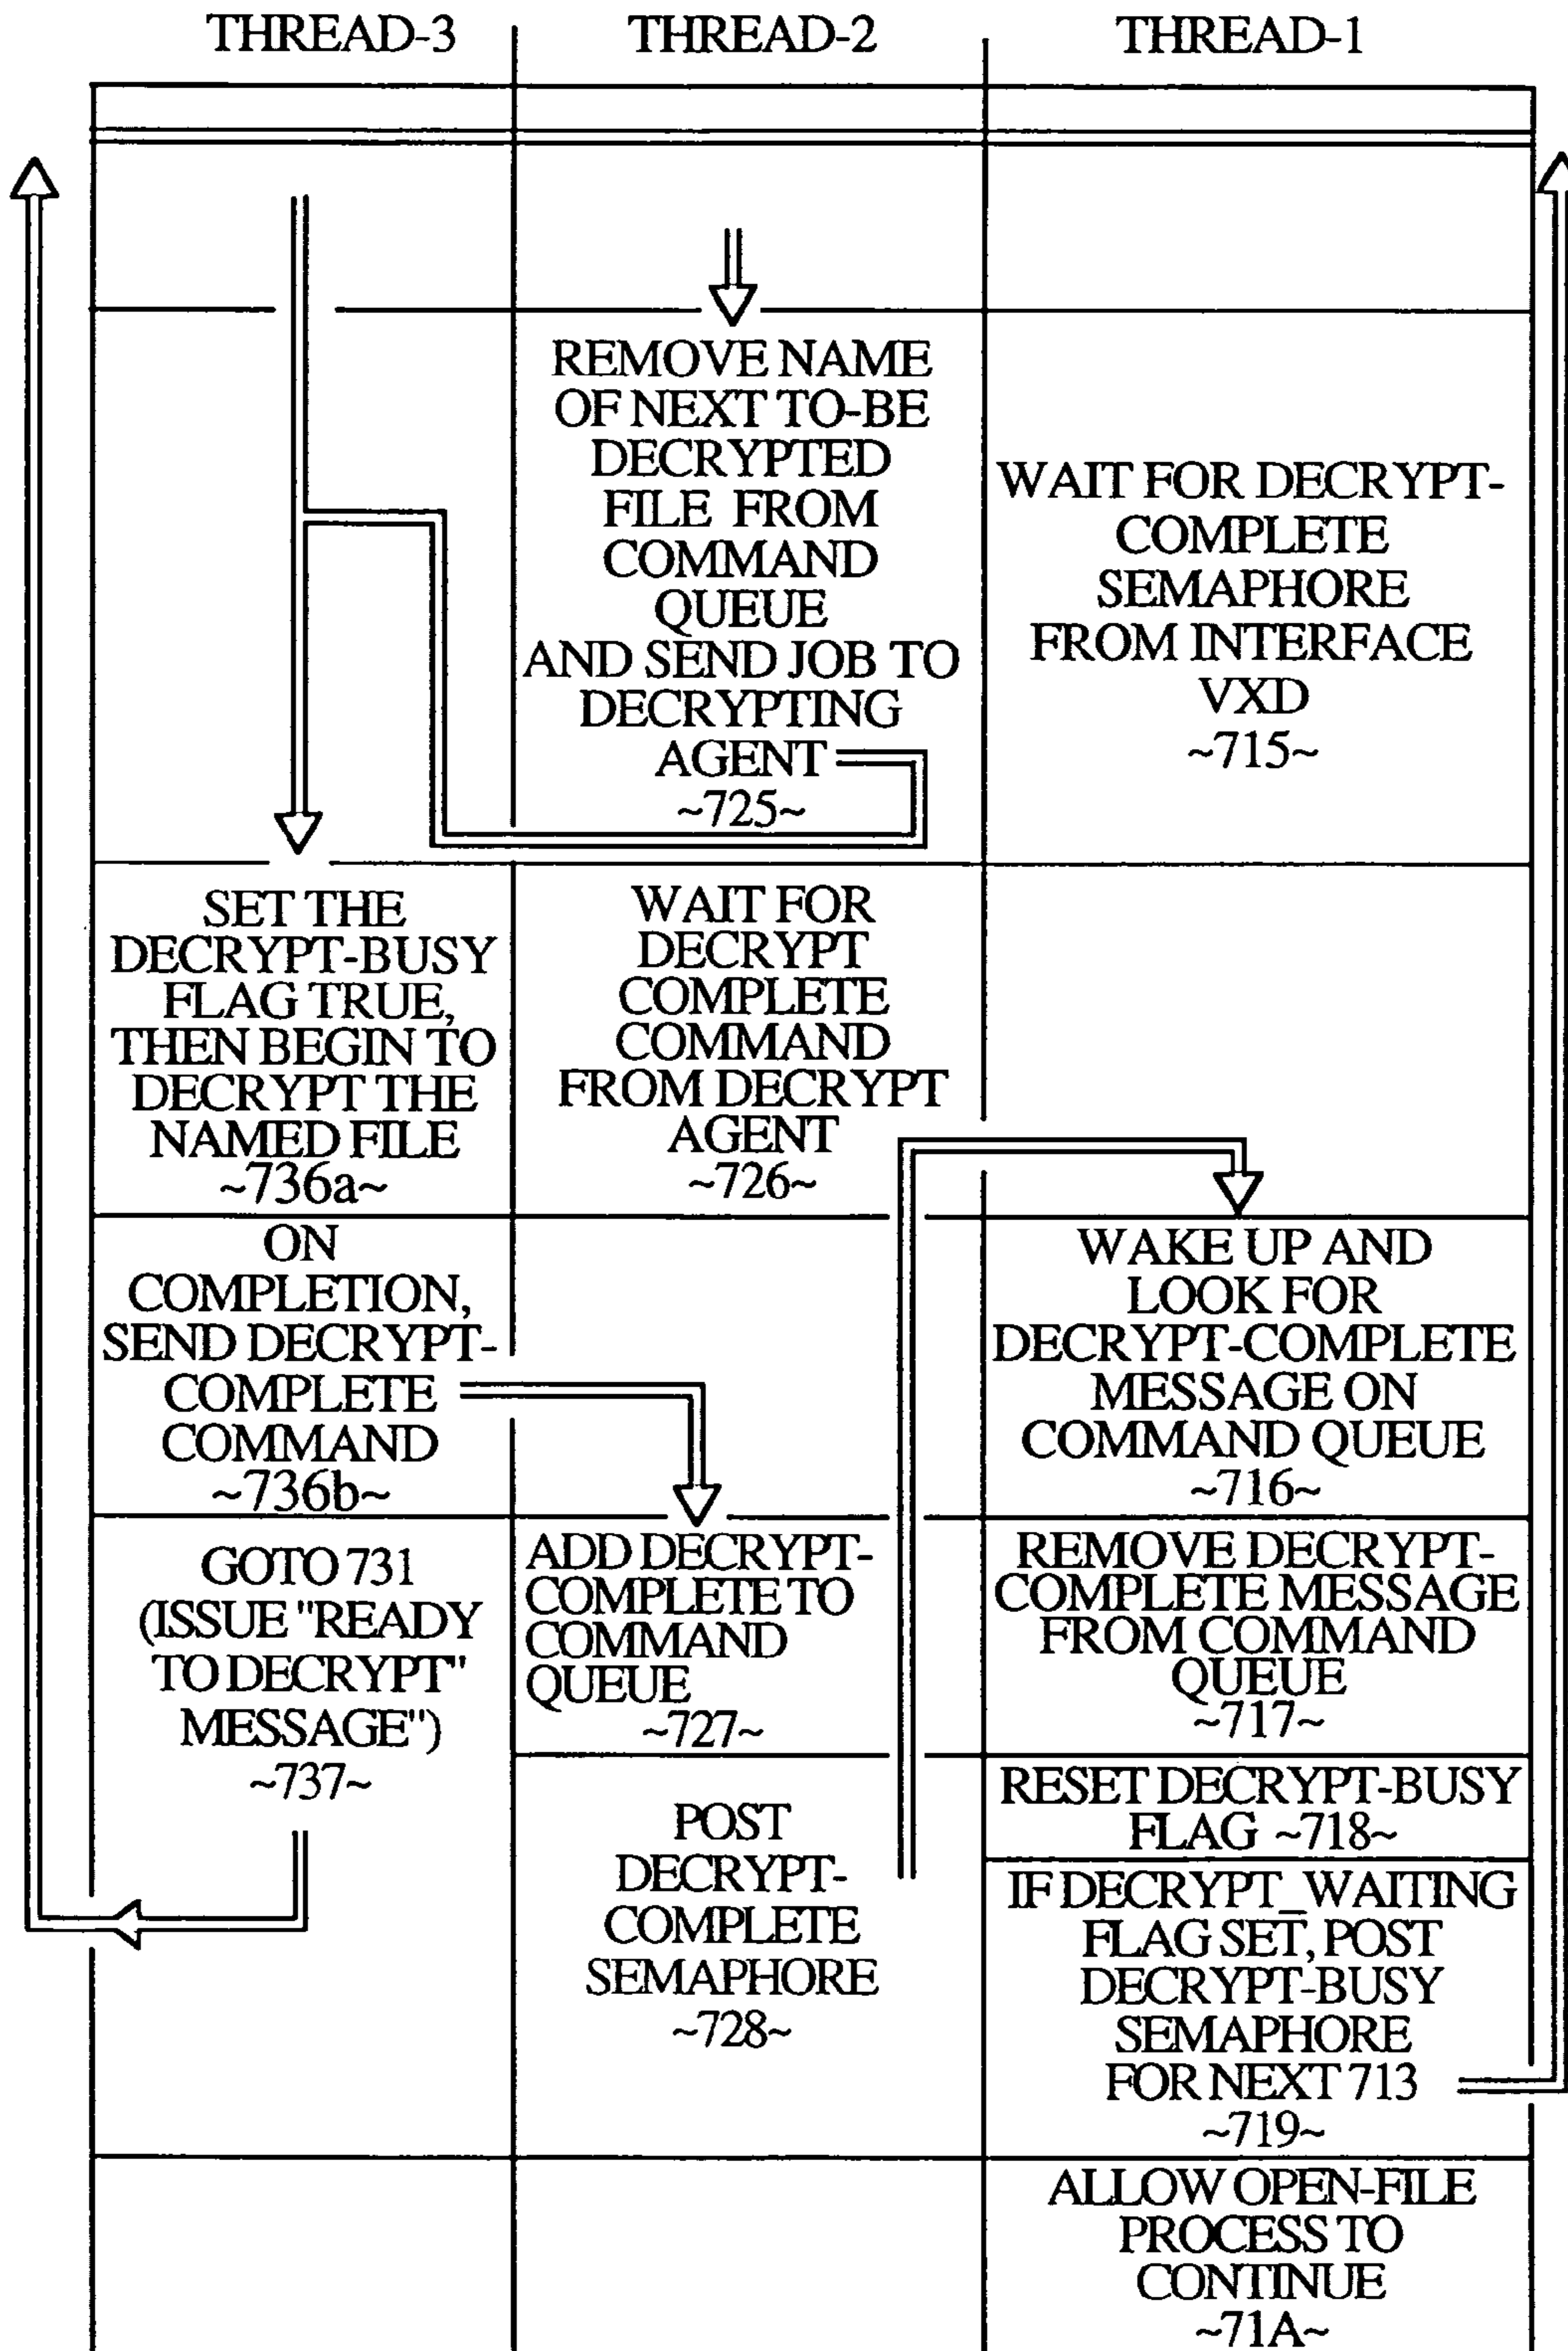 THREAD-3 THREAD-2 THREAD-1
REMOVE NAME
OF NEXT TO-BE
DECRYPTED
FILE FROM
COMMAND
QUEUE
AND SEND JOB TO
DECRYPTING
AGENT
~725~
WAIT FOR DECRYPT-
COMPLETE
SEMAPHORE
FROM INTERFACE
VXD
~715~
SET THE
DECRYPT-BUSY
FLAG TRUE,
THEN BEGIN TO
DECRYPT THE
NAMED FILE
~736a~
WAIT FOR
DECRYPT
COMPLETE
COMMAND
FROM DECRYPT
AGENT
~726~
ON
COMPLETION,
SEND DECRYPT-
COMPLETE
COMMAND
~736b~
WAKE UP AND
LOOK FOR
DECRYPT-COMPLETE
MESSAGE ON
COMMAND QUEUE
~716~
GOTO 731
(ISSUE "READY
TO DECRYPT"
MESSAGE")
~737~
ADD DECRYPT-
COMPLETE TO
COMMAND
QUEUE
~727~
REMOVE DECRYPT-
COMPLETE MESSAGE
FROM COMMAND
QUEUE
~717~
POST
DECRYPT-
COMPLETE
SEMAPHORE
~728~
RESET DECRYPT-BUSY
FLAG ~718~
IF DECRYPT_WAITING
FLAG SET, POST
DECRYPT-BUSY
SEMAPHORE
FOR NEXT 713
~719~
ALLOW OPEN-FILE
PROCESS TO
CONTINUE
~71A~